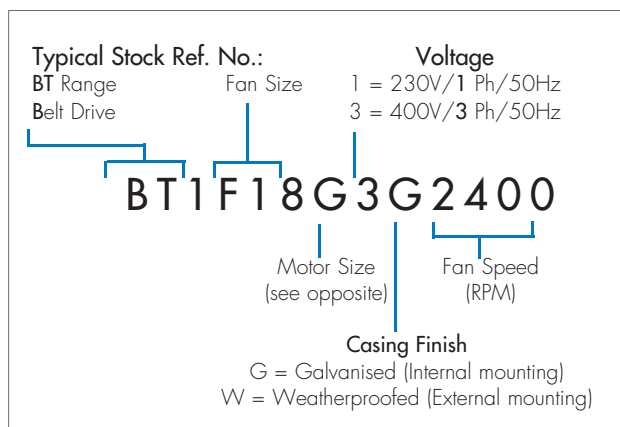 Typical Stock Ref. No.:
BT Range
Belt Drive
Fan Size
Voltage
1 = 230V/1 Ph/50Hz
3 = 400V/3 Ph/50Hz
BT1F18G3G2400
Motor Size
(see opposite)
Fan Speed
(RPM)
Casing Finish
G = Galvanised (Internal mounting)
W = Weatherproofed (External mounting)